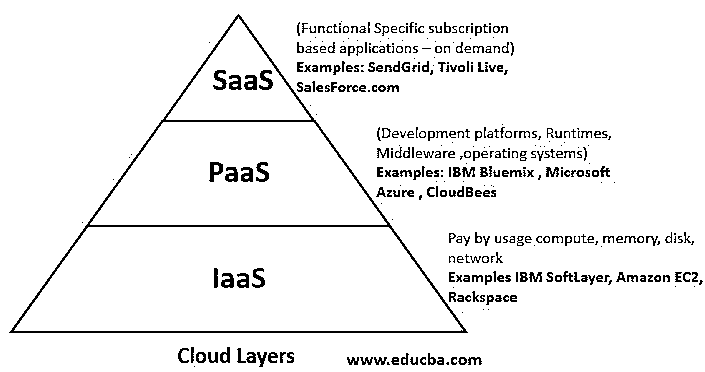 (Functional Specific subscription
based applications – on demand)
Examples: SendGrid, Tivoli Live,
SalesForce.com
SaaS
(Development platforms, Runtimes,
Middleware ,operating systems)
Examples: IBM Bluemix , Microsoft
Azure , CloudBees
PaaS
Pay by usage compute, memory, disk,
network
Examples IBM SoftLayer, Amazon EC2,
Rackspace
IaaS
Cloud Layers
www.educba.com